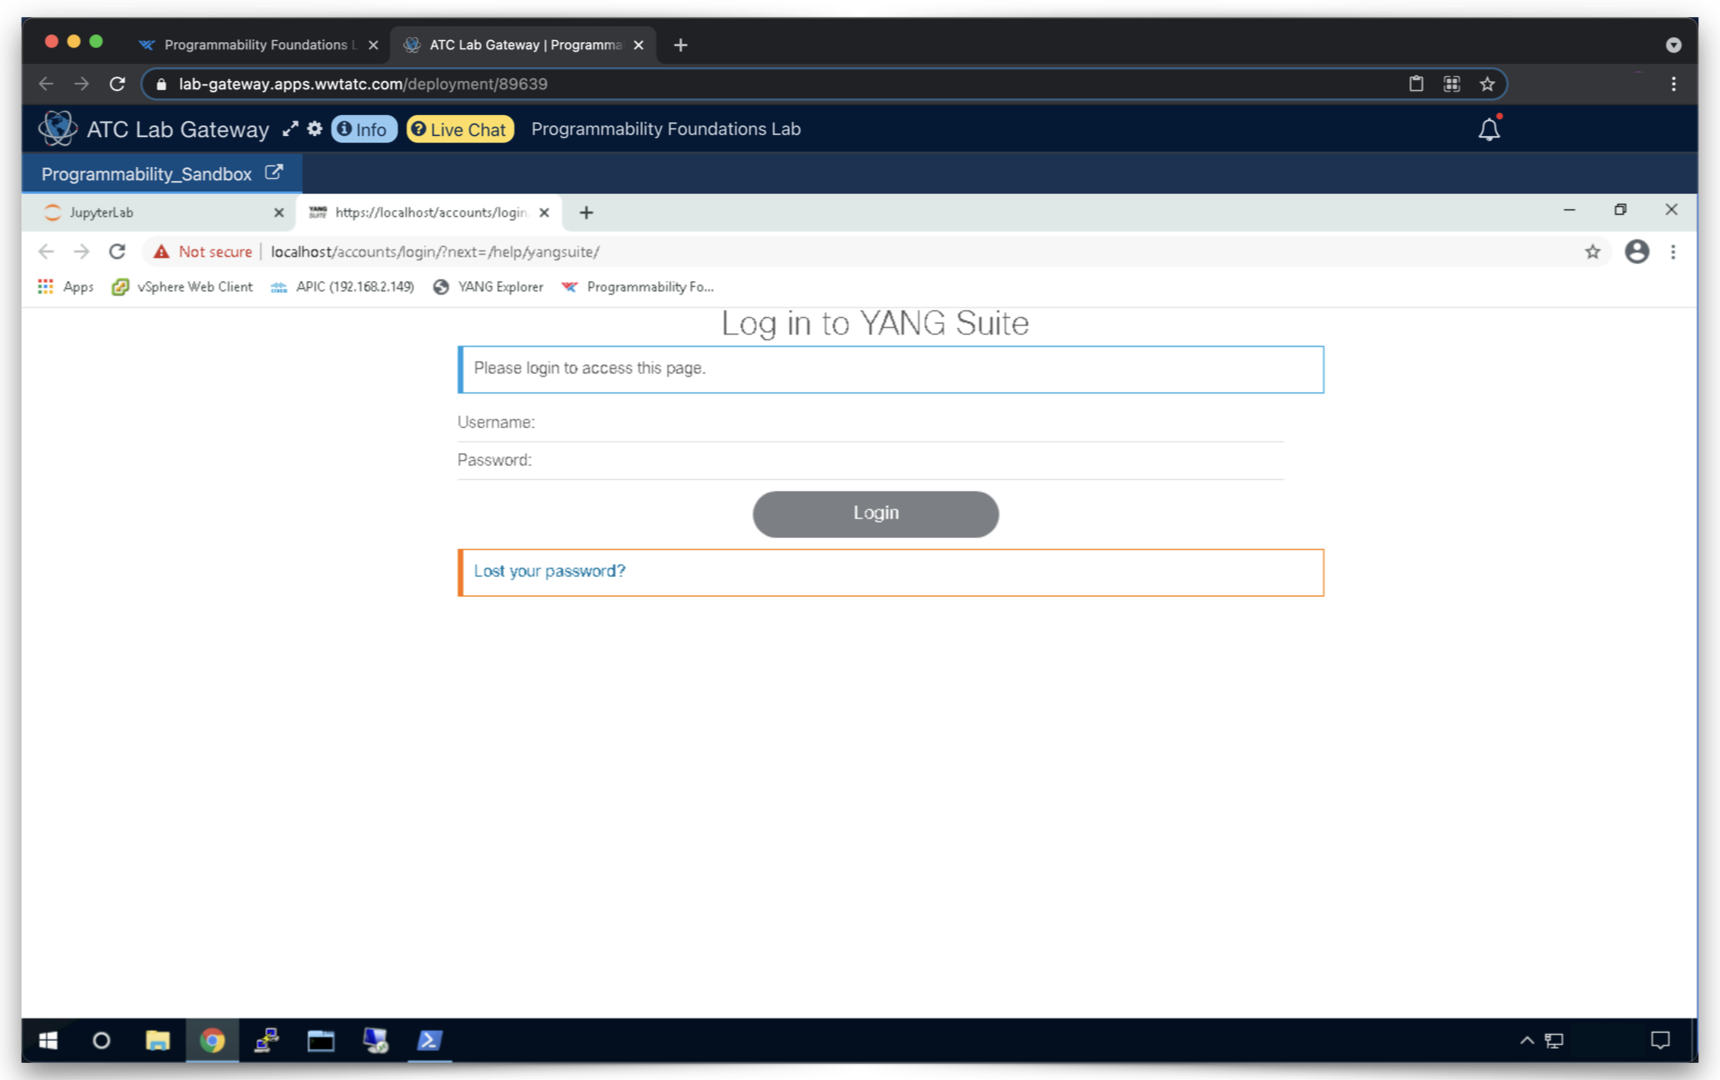 Programmability Foundations L
ATC Lab Gateway | Programma
lab-gateway.apps.wwtatc.com/deployment/89639
ATC Lab Gateway Info Live Chat Programmability Foundations Lab
Programmability_Sandbox
JupyterLab
YANG SUITE https://localhost/accounts/login
Not secure localhost/accounts/login/?next=/help/yangsuite/
Apps vSphere Web Client APIC (192.168.2.149) YANG Explorer Programmability Fo...
Log in to YANG Suite
Please login to access this page.
Username:
Password:
Login
Lost your password?